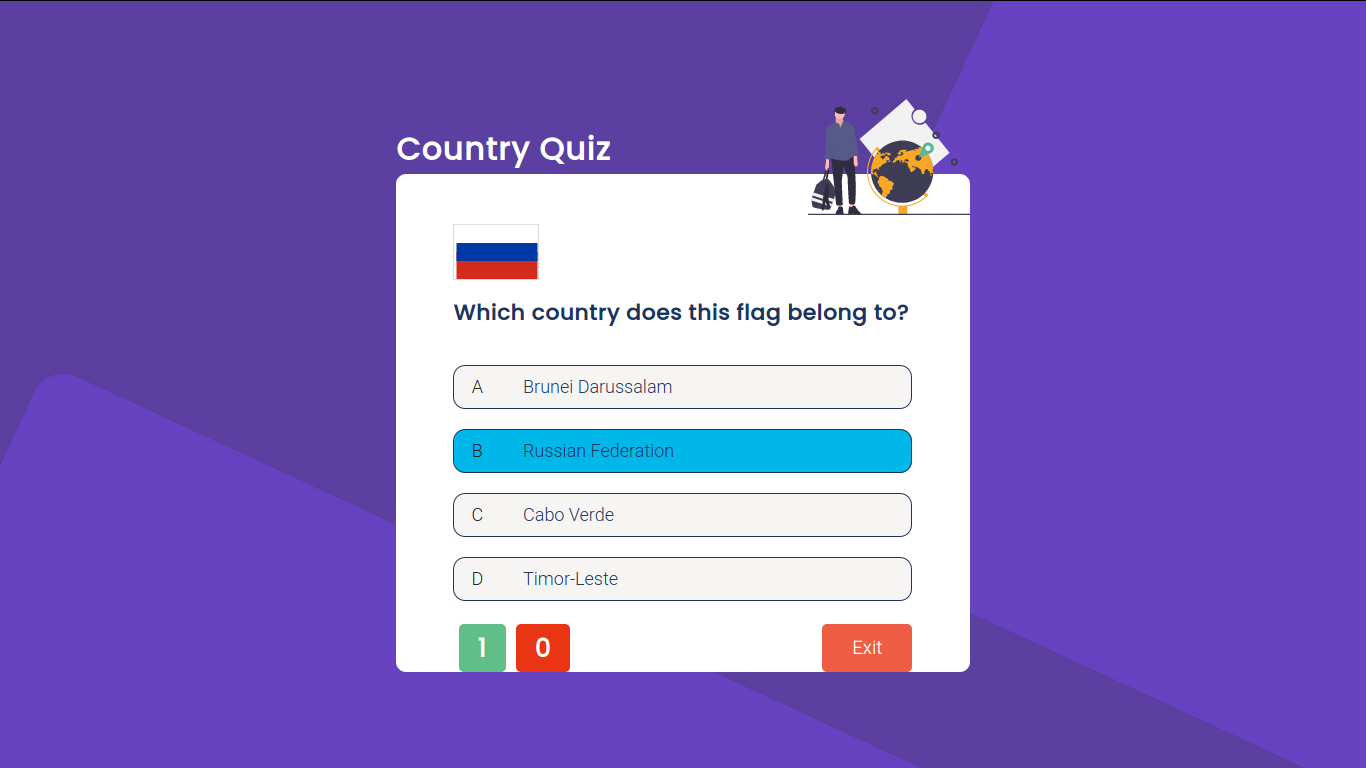 Country Quiz
Which country does this flag belong to?
A Brunei Darussalam
B Russian Federation
C Cabo Verde
D Timor-Leste
1 0 Exit